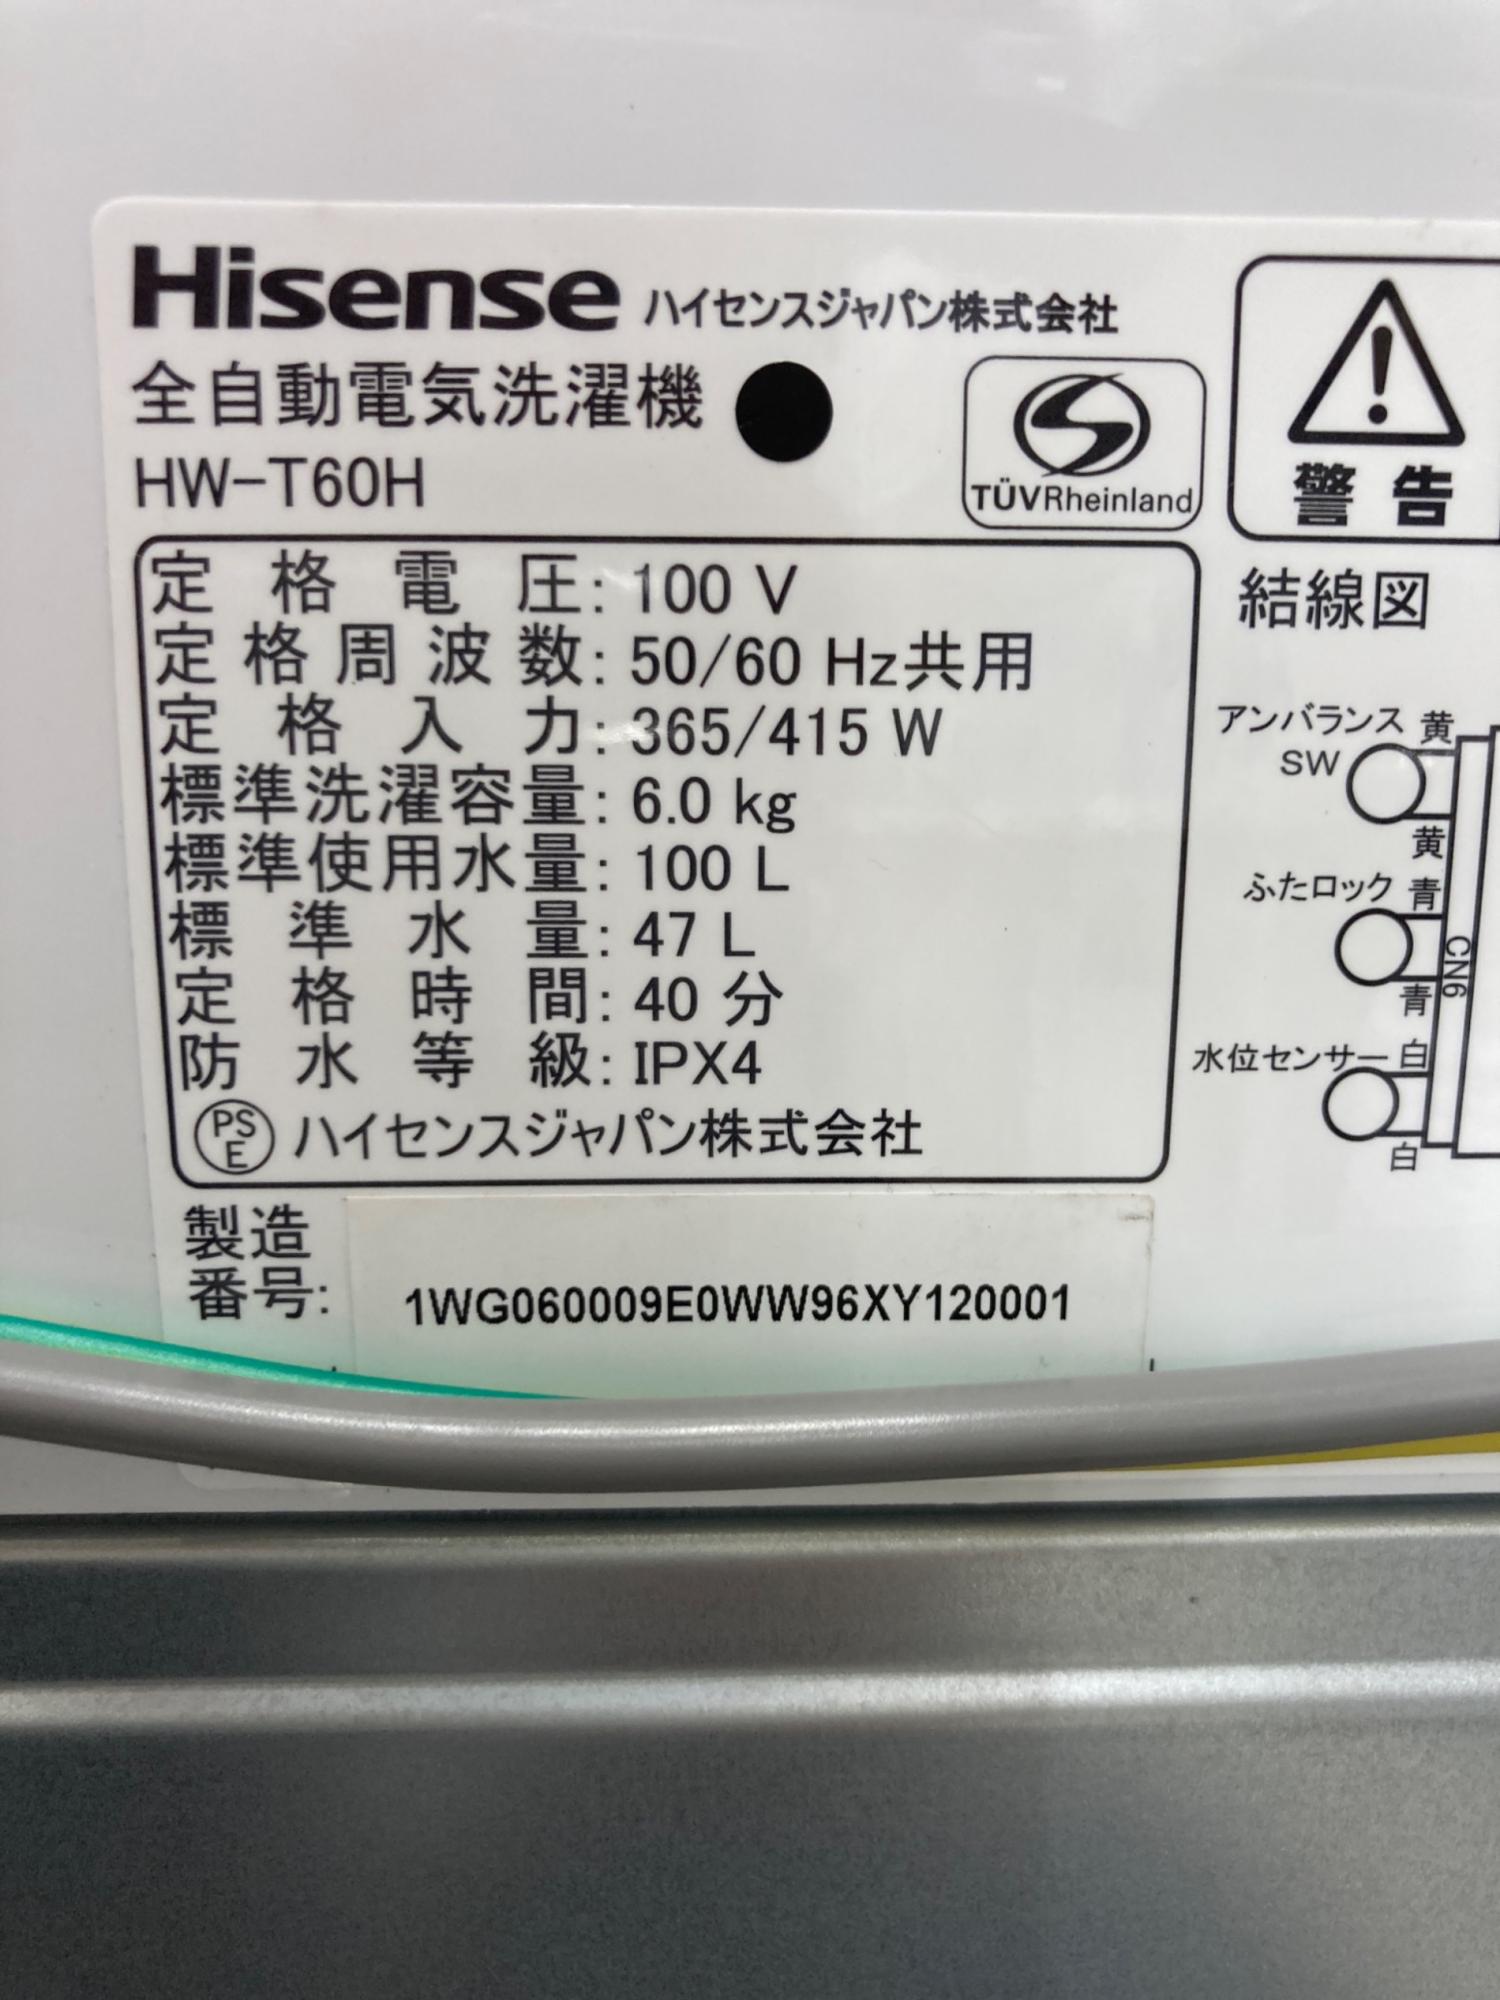 Hisense ハイセンスジャパン株式会社
全自動電気洗濯機
HW-T60H
TÜVRheinland
定格電圧: 100 V
定格周波数: 50/60 Hz共用
定格入力: 365/415 W
標準洗濯容量: 6.0 kg
標準使用水量: 100 L
標準水量: 47 L
定格時間: 40 分
防水等級: IPX4
PS
E
ハイセンスジャパン株式会社
製造
番号: 1WG060009E0WW96XY120001
警告
結線図
アンバランス 黄
SW
黄
ふたロック 青
CN6
青
水位センサー 白
白